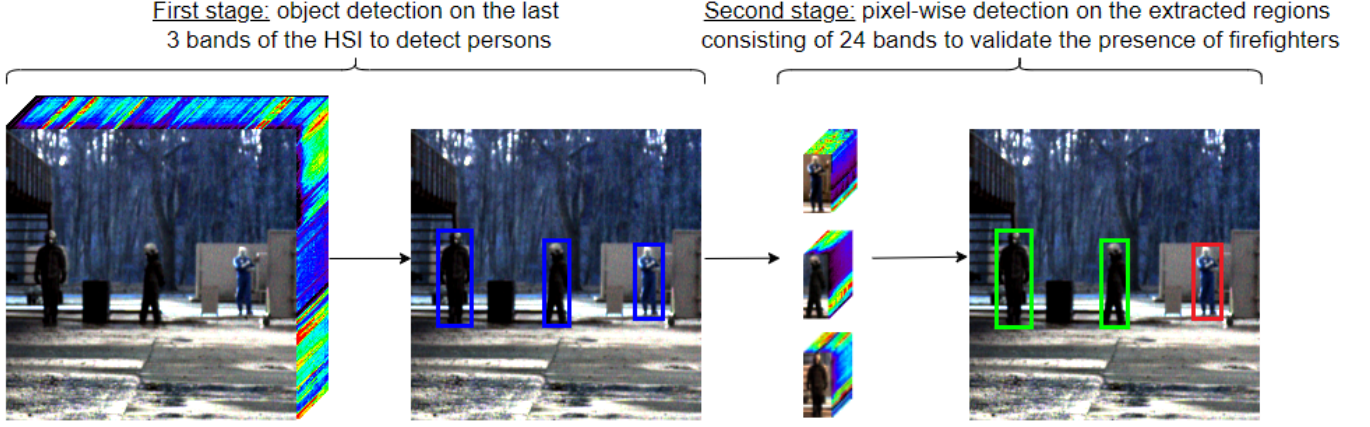 First stage: object detection on the last
3 bands of the HSI to detect persons
Second stage: pixel-wise detection on the extracted regions
consisting of 24 bands to validate the presence of firefighters